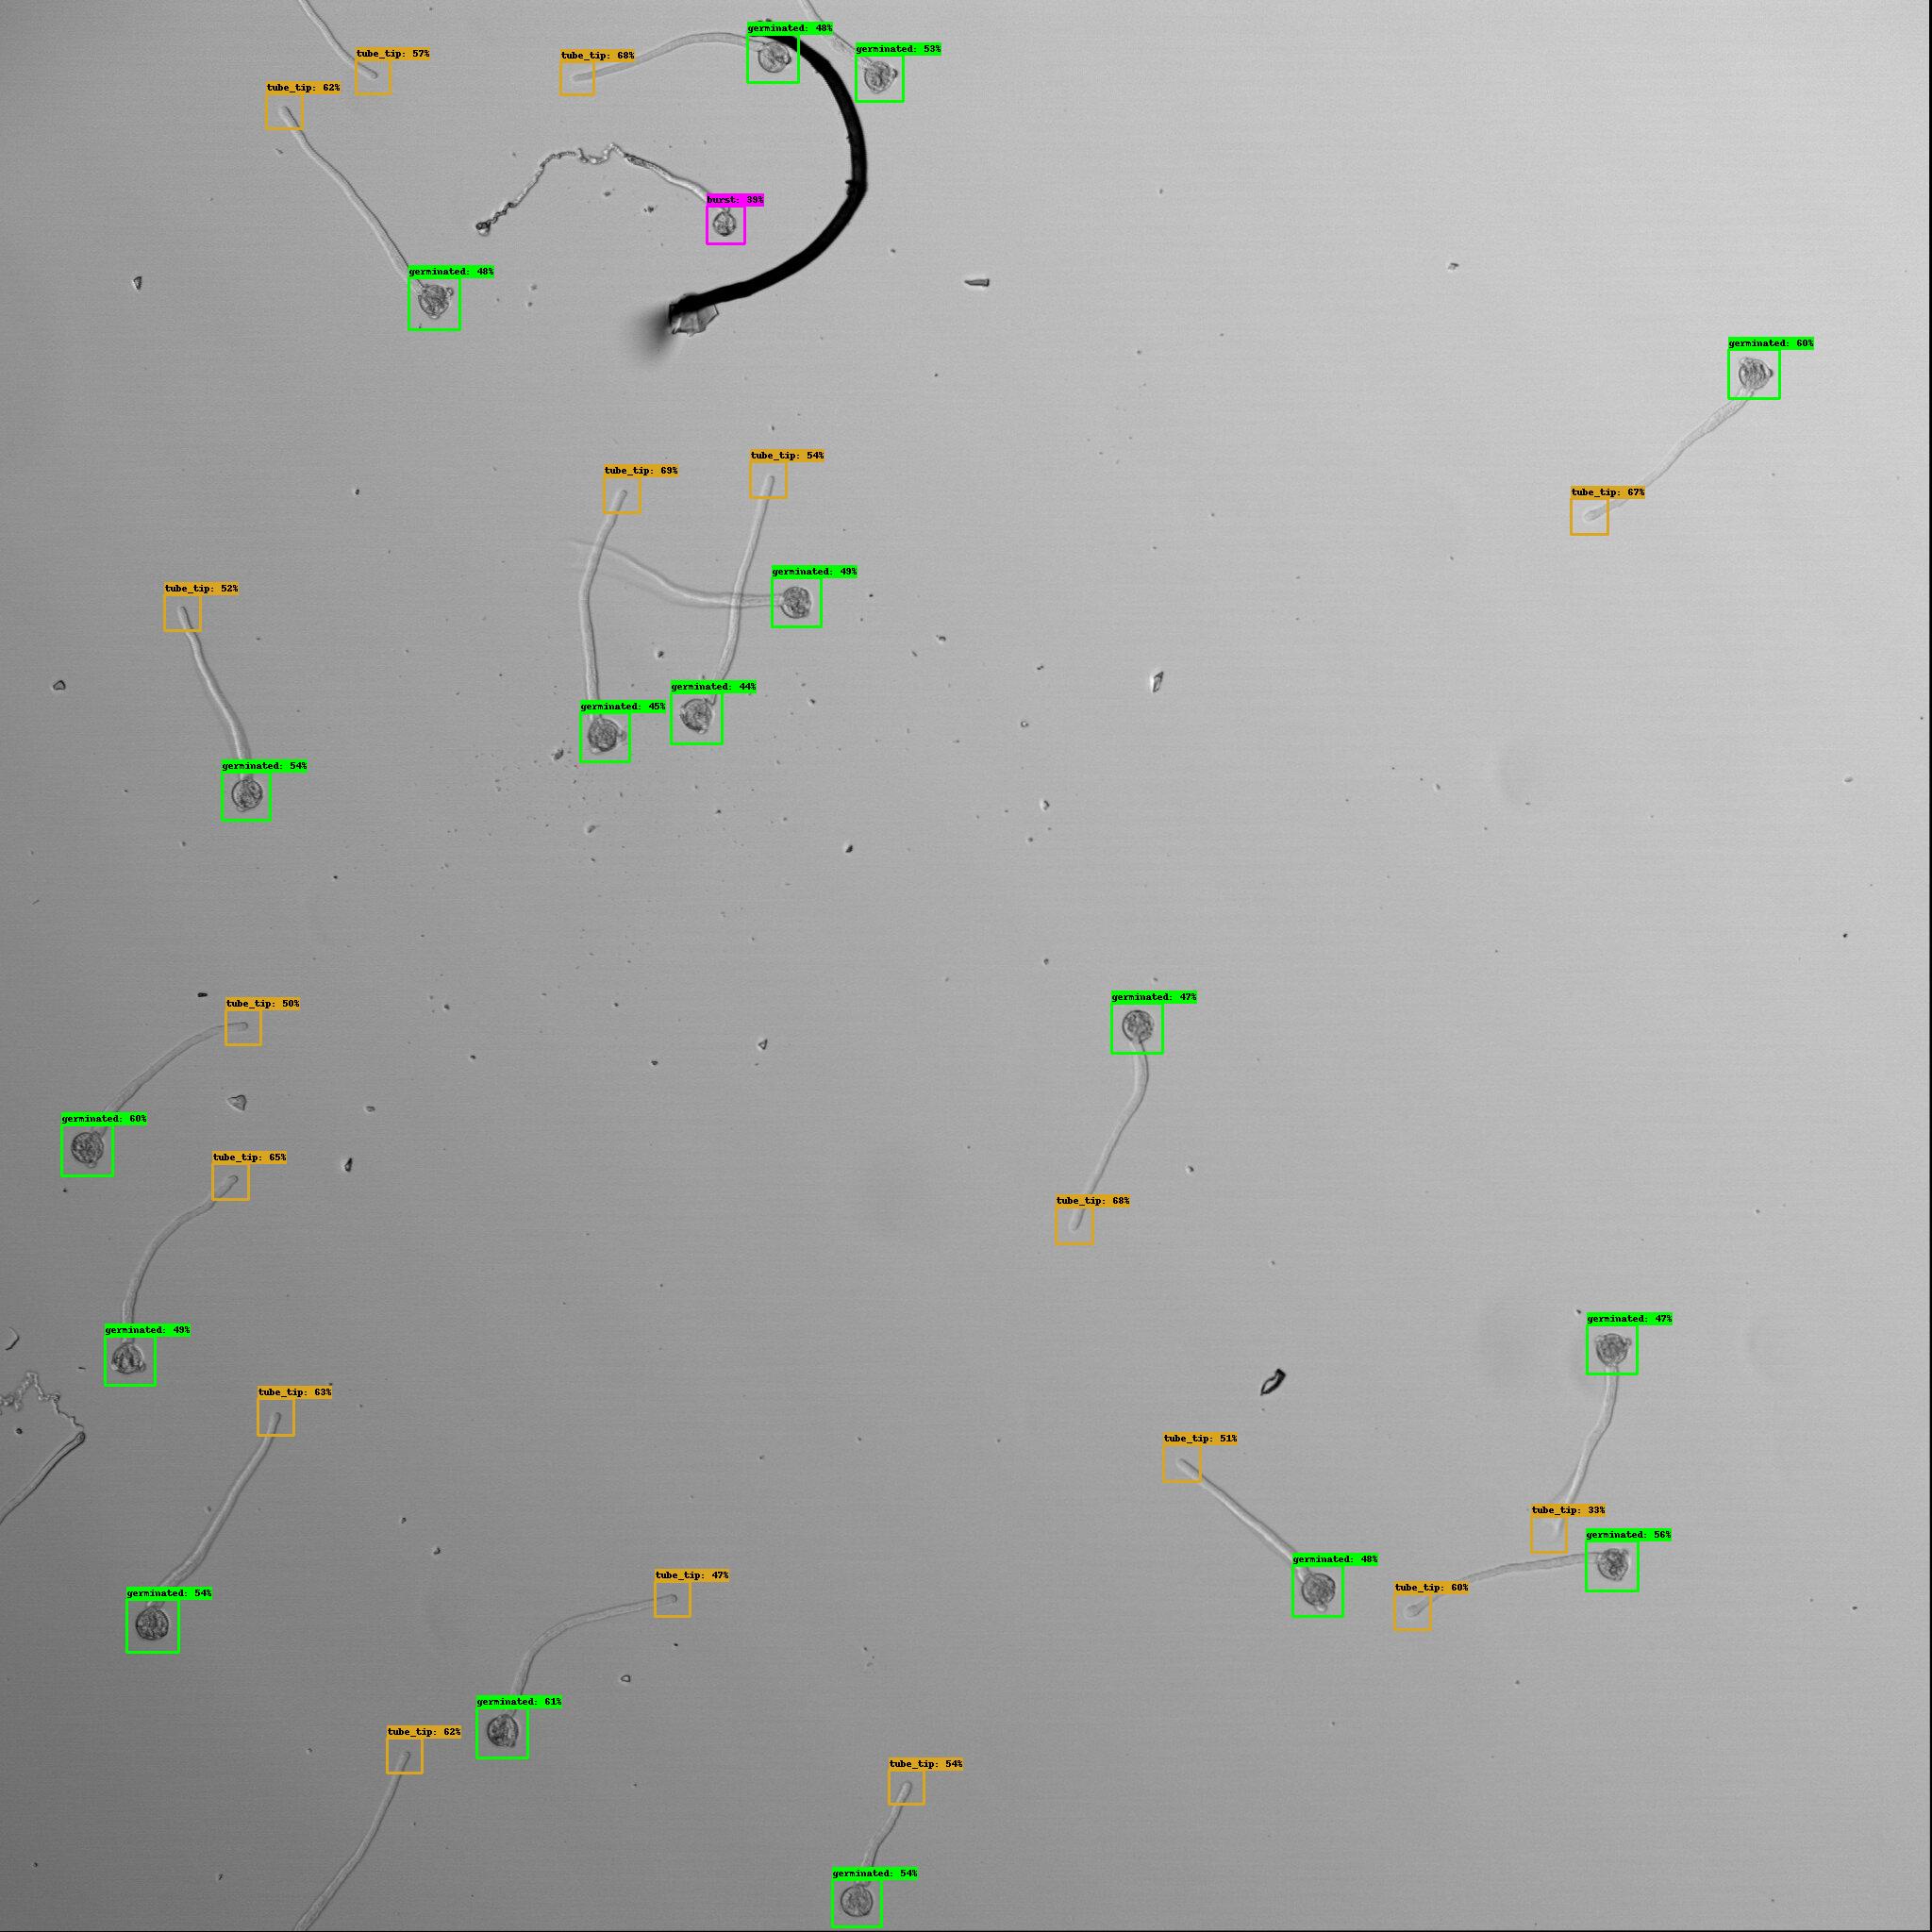 germinated: 48%
germinated: 53%
tube_tip: 57%
tube_tip: 68%
tube_tip: 62%
burst: 39%
germinated: 48%
germinated: 60%
tube_tip: 54%
tube_tip: 69%
tube_tip: 67%
germinated: 49%
tube_tip: 52%
germinated: 44%
germinated: 45%
germinated: 54%
germinated: 47%
tube_tip: 50%
germinated: 60%
tube_tip: 65%
tube_tip: 68%
germinated: 47%
germinated: 49%
tube_tip: 63%
tube_tip: 51%
tube_tip: 33%
germinated: 56%
germinated: 48%
tube_tip: 47%
tube_tip: 60%
germinated: 54%
germinated: 61%
tube_tip: 62%
tube_tip: 54%
germinated: 54%